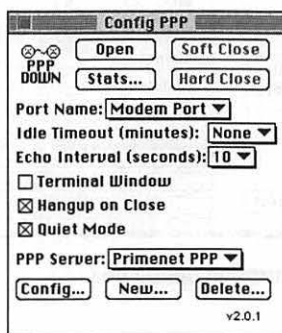 Config PPP
PPP DOWN
Open
Soft Close
Stats...
Hard Close
Port Name: Modem Port
Idle Timeout (minutes): None
Echo Interval (seconds): 10
Terminal Window
Hangup on Close
Quiet Mode
PPP Server: Primenet PPP
Config...
New...
Delete...
v2.0.1